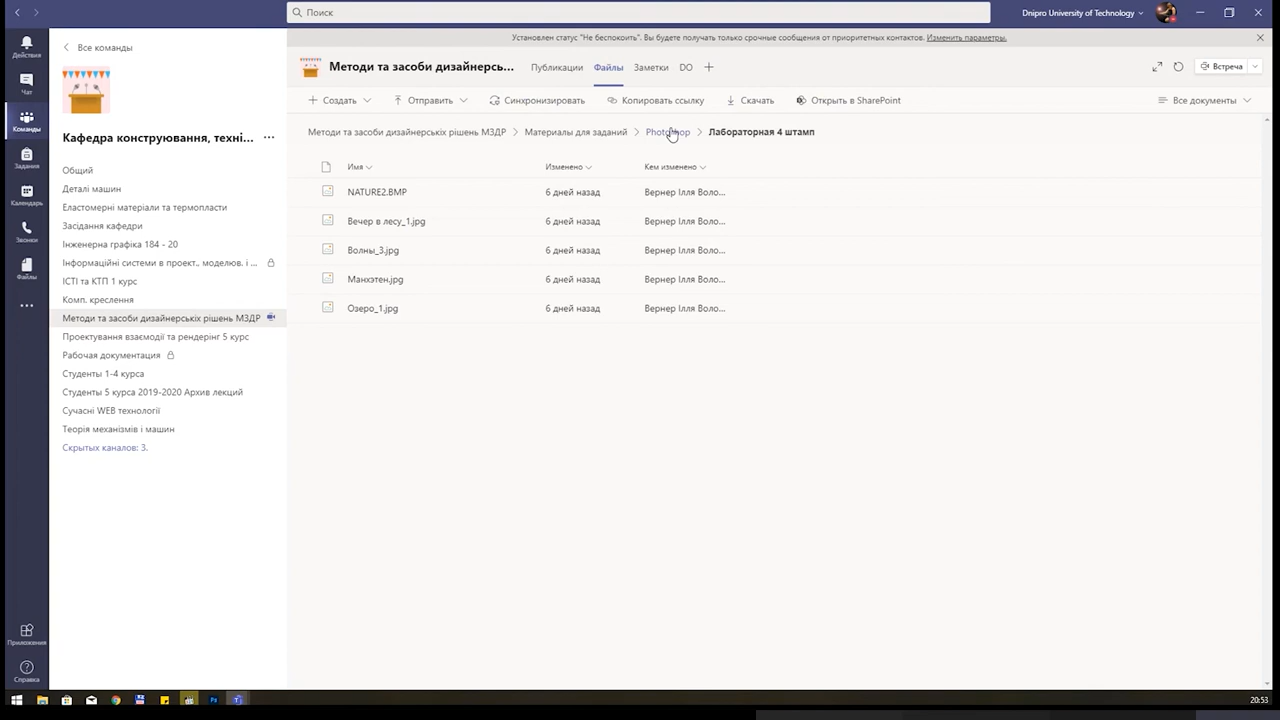 Поиск
Dnipro University of Technology
Установлен статус "Не беспокоить". Вы будете получать только срочные сообщения от приоритетных контактов. Изменить параметры.
Действия
Чат
Команды
Задания
Календарь
Звонки
Файлы
Приложения
Справка
Все команды
Кафедра конструювання, техні...
Общий
Деталі машин
Еластомерні матеріали та термопласти
Засідання кафедри
Інженерна графіка 184 - 20
Інформаційні системи в проект., моделюв. і ...
ІСТІ та КТП 1 курс
Комп. креслення
Методи та засоби дизайнерських рішень МЗДР
Проектування взаємодії та рендерінг 5 курс
Рабочая документация
Студенты 1-4 курса
Студенты 5 курса 2019-2020 Архив лекций
Сучасні WEB технології
Теорія механізмів і машин
Скрытых каналов: 3.
Методи та засоби дизайнерсь... Публикации Файлы Заметки DO
Встреча
Создать Отправить Синхронизировать Копировать ссылку Скачать Открыть в SharePoint Все документы
Методи та засоби дизайнерських рішень МЗДР > Материалы для заданий > Photoshop > Лабораторная 4 штамп
Имя Изменено Кем изменено
NATURE2.BMP 6 дней назад Вернер Ілля Воло...
Вечер в лесу_1.jpg 6 дней назад Вернер Ілля Воло...
Волны_3.jpg 6 дней назад Вернер Ілля Воло...
Манхэтен.jpg 6 дней назад Вернер Ілля Воло...
Озеро_1.jpg 6 дней назад Вернер Ілля Воло...
20:53